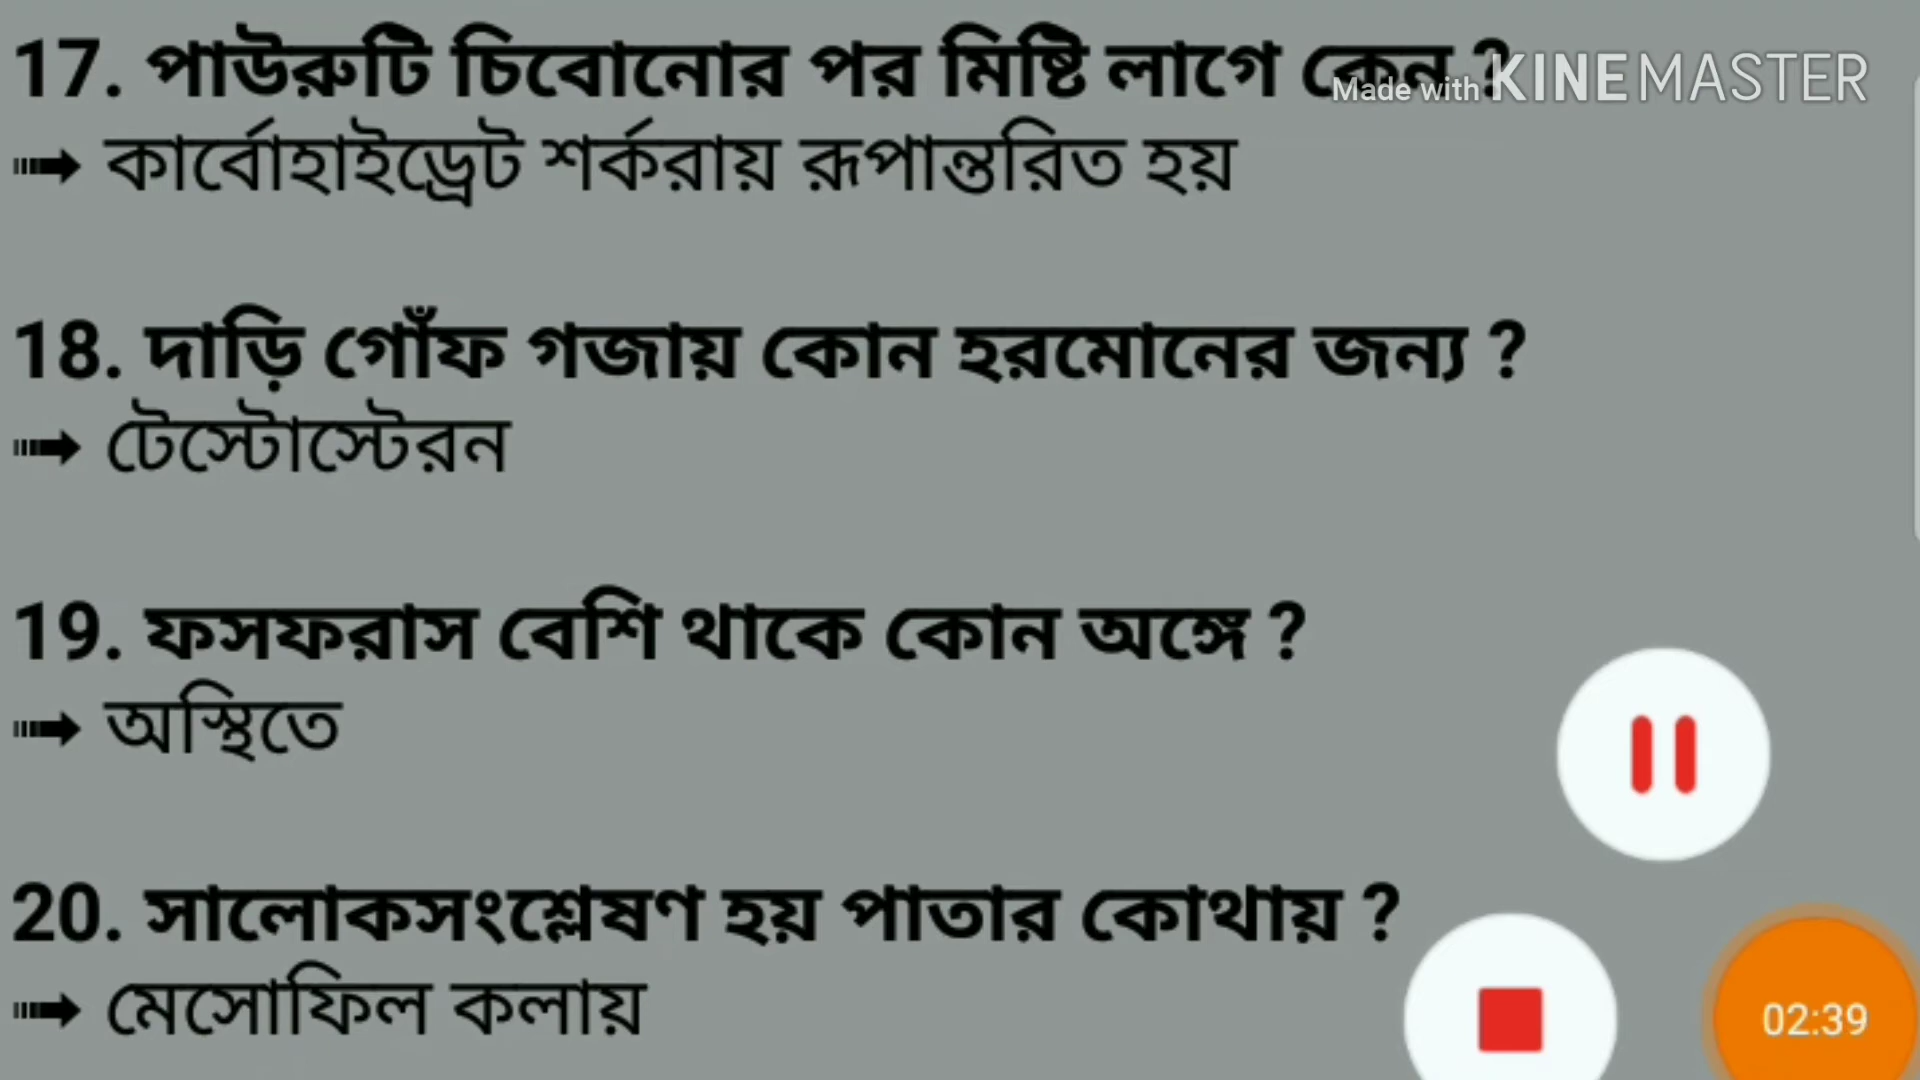 17. পাউরুটি চিবোনোর পর মিষ্টি লাগে কেন ?
Made with KINEMASTER
➟ কার্বোহাইড্রেট শর্করায় রূপান্তরিত হয়
18. দাড়ি গোঁফ গজায় কোন হরমোনের জন্য ?
➟ টেস্টোস্টেরন
19. ফসফরাস বেশি থাকে কোন অঙ্গে ?
➟ অস্থিতে
20. সালোকসংশ্লেষণ হয় পাতার কোথায় ?
➟ মেসোফিল কলায়
02:39